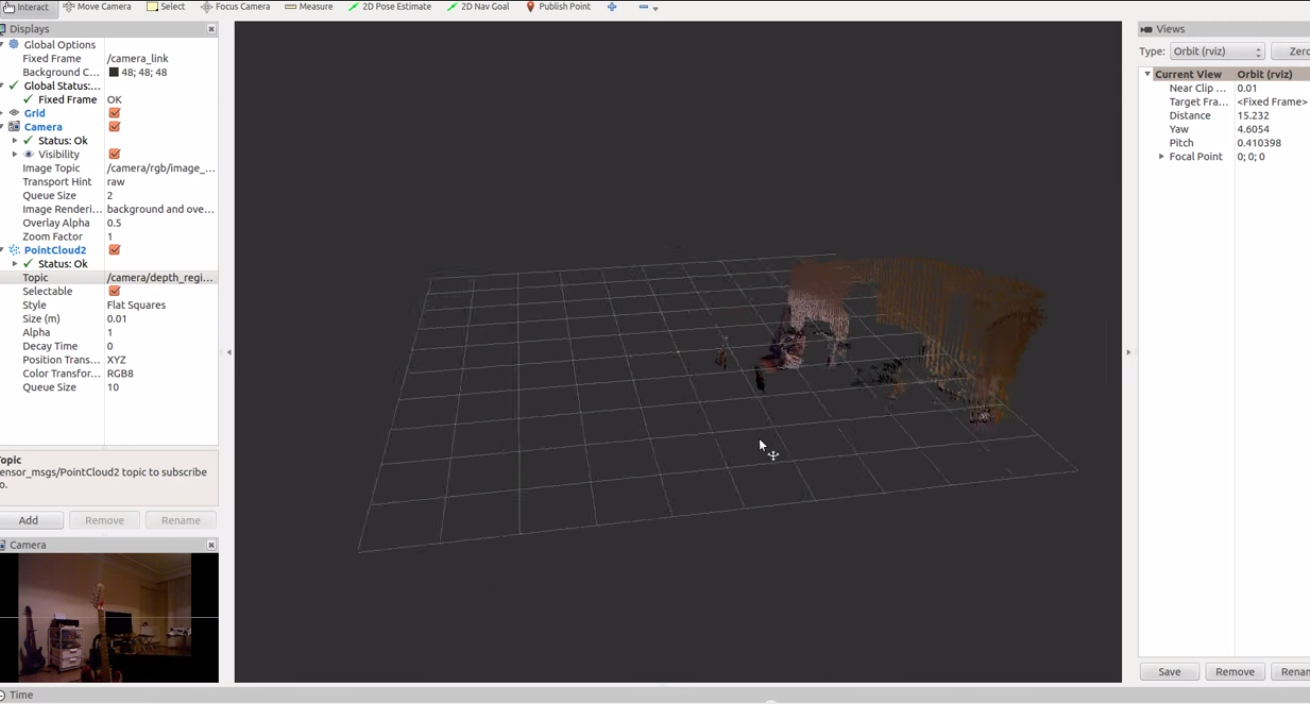 Interact Move Camera Select Focus Camera Measure 2D Pose Estimate 2D Nav Goal Publish Point
Displays
Global Options
Fixed Frame /camera_link
Background C... 48; 48; 48
Global Status:...
Fixed Frame OK
Grid
Camera
Status: Ok
Visibility
Image Topic /camera/rgb/image_...
Transport Hint raw
Queue Size 2
Image Renderi... background and ove...
Overlay Alpha 0.5
Zoom Factor 1
PointCloud2
Status: Ok
Topic /camera/depth_regi...
Selectable
Style Flat Squares
Size (m) 0.01
Alpha 1
Decay Time 0
Position Trans... XYZ
Color Transfor... RGB8
Queue Size 10
opic
ensor_msgs/PointCloud2 topic to subscribe
o.
Add Remove Rename
Camera
Time
Views
Type: Orbit (rviz) Zero
Current View Orbit (rviz)
Near Clip ... 0.01
Target Fra... <Fixed Frame>
Distance 15.232
Yaw 4.6054
Pitch 0.410398
Focal Point 0; 0; 0
Save Remove Renam